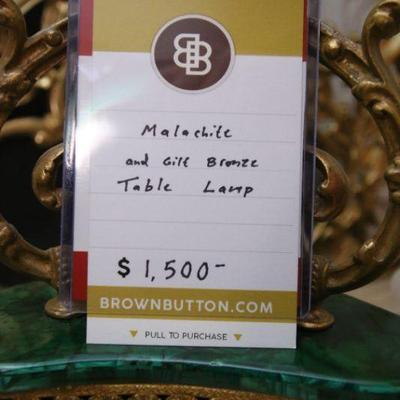 BB
Malachite
and Gilt Bronze
Table Lamp
$ 1,500-
BROWNBUTTON.COM
▼ PULL TO PURCHASE ▼